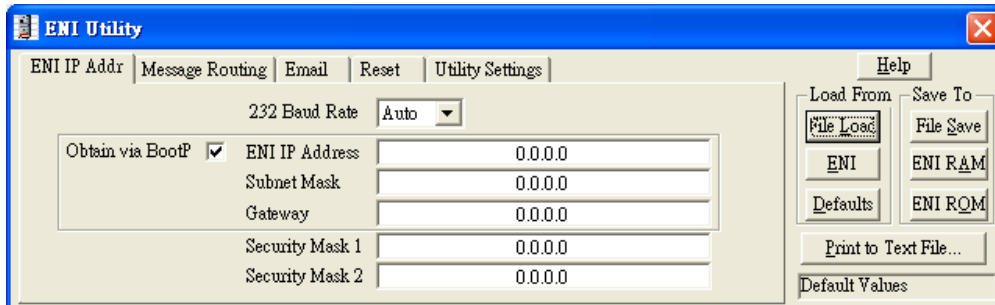 ENI Utility
ENI IP Addr Message Routing Email Reset Utility Settings
Help
232 Baud Rate Auto
Obtain via BootP ENI IP Address 0.0.0.0
Subnet Mask 0.0.0.0
Gateway 0.0.0.0
Security Mask 1 0.0.0.0
Security Mask 2 0.0.0.0
Load From Save To
File Load File Save
ENI ENI RAM
Defaults ENI ROM
Print to Text File...
Default Values